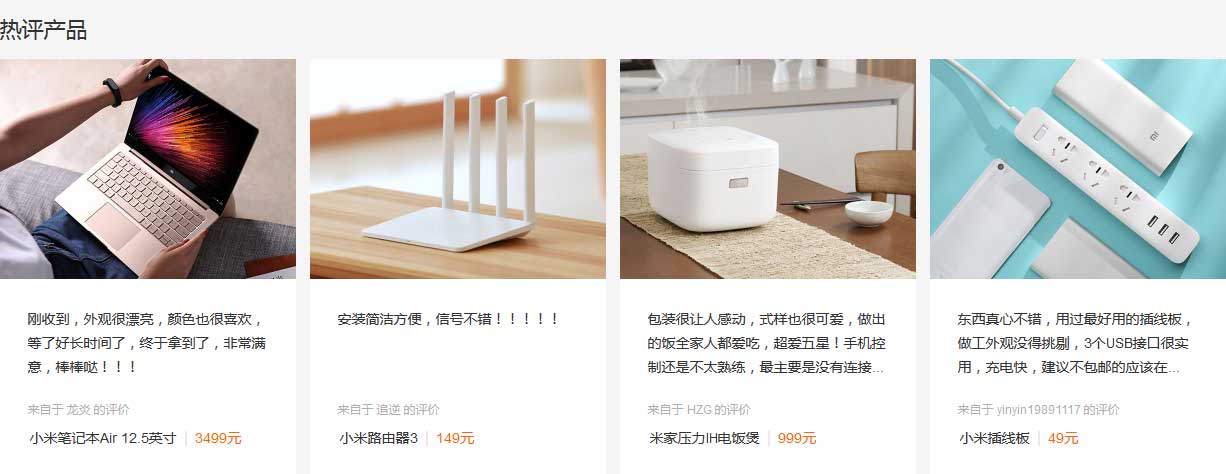 热评产品
mi
刚收到，外观很漂亮，颜色也很喜欢，
等了好长时间了，终于拿到了，非常满
意，棒棒哒！！！
来自于 龙炎 的评价
小米笔记本Air 12.5英寸 | 3499元
安装简洁方便，信号不错！！！！！
来自于 追逆 的评价
小米路由器3 | 149元
包装很让人感动，式样也很可爱，做出
的饭全家人都爱吃，超爱五星！手机控
制还是不太熟练，最主要是没有连接...
来自于 HZG 的评价
米家压力IH电饭煲 | 999元
东西真心不错，用过最好用的插线板，
做工外观没得挑剔，3个USB接口很实
用，充电快，建议不包邮的应该在...
来自于 yinyin19891117 的评价
小米插线板 | 49元